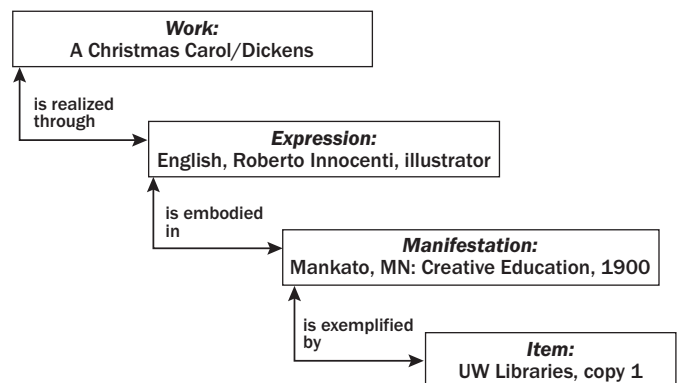 Work:
A Christmas Carol/Dickens
is realized
through
Expression:
English, Roberto Innocenti, illustrator
is embodied
in
Manifestation:
Mankato, MN: Creative Education, 1900
is exemplified
by
Item:
UW Libraries, copy 1